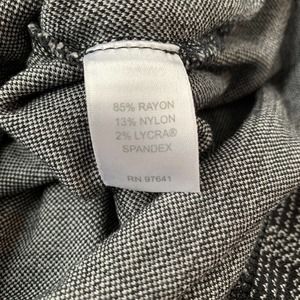 85% RAYON
13% NYLON
2% LYCRA®
SPANDEX
RN 97641